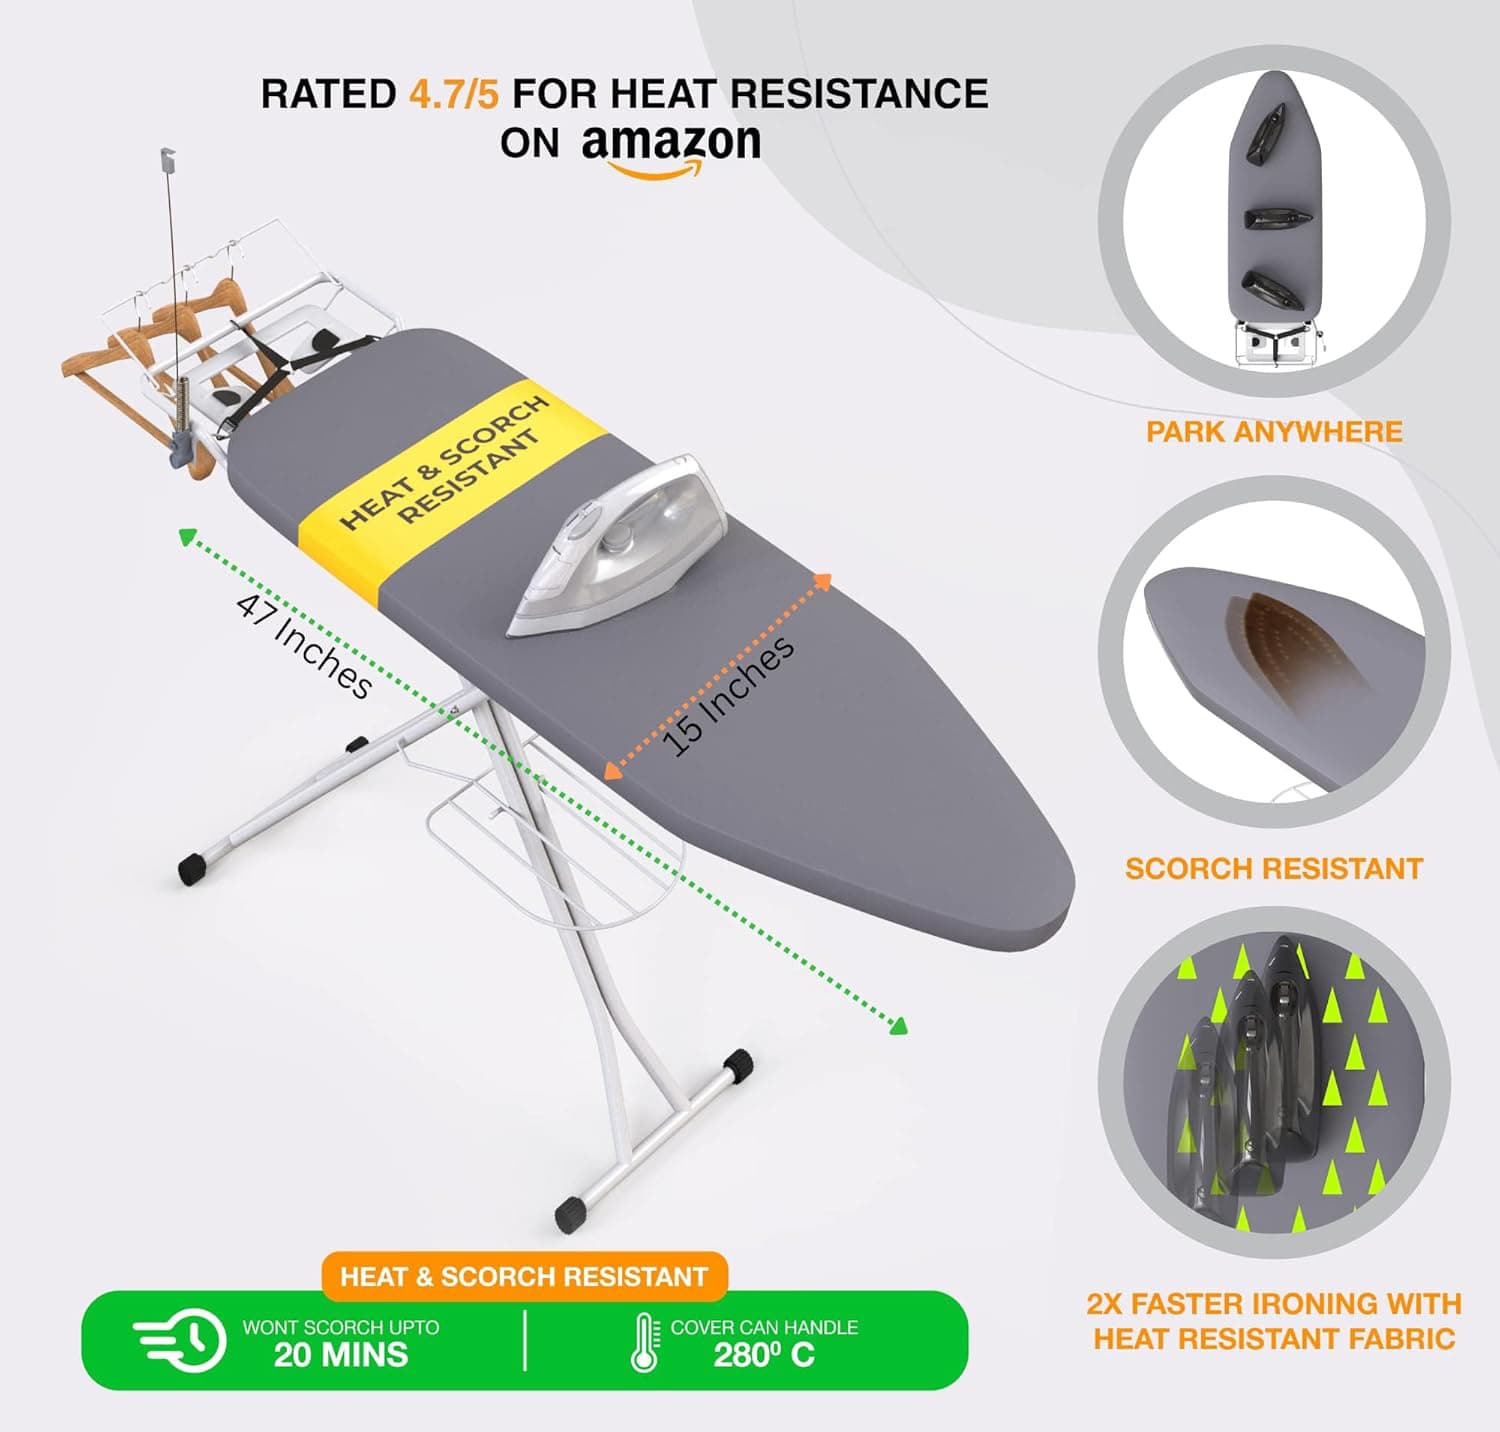 RATED 4.7/5 FOR HEAT RESISTANCE
ON amazon
HEAT & SCORCH
RESISTANT
47 Inches
15 Inches
PARK ANYWHERE
SCORCH RESISTANT
2X FASTER IRONING WITH
HEAT RESISTANT FABRIC
HEAT & SCORCH RESISTANT
WONT SCORCH UPTO
20 MINS
COVER CAN HANDLE
280⁰ C